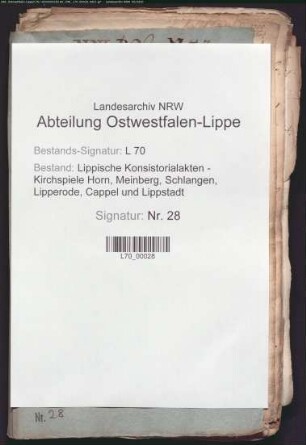 Landesarchiv NRW
Abteilung Ostwestfalen-Lippe
Bestands-Signatur: L 70
Bestand: Lippische Konsistorialakten -
Kirchspiele Horn, Meinberg, Schlangen,
Lipperode, Cappel und Lippstadt
Signatur: Nr. 28
L70_00028
Nr. 28